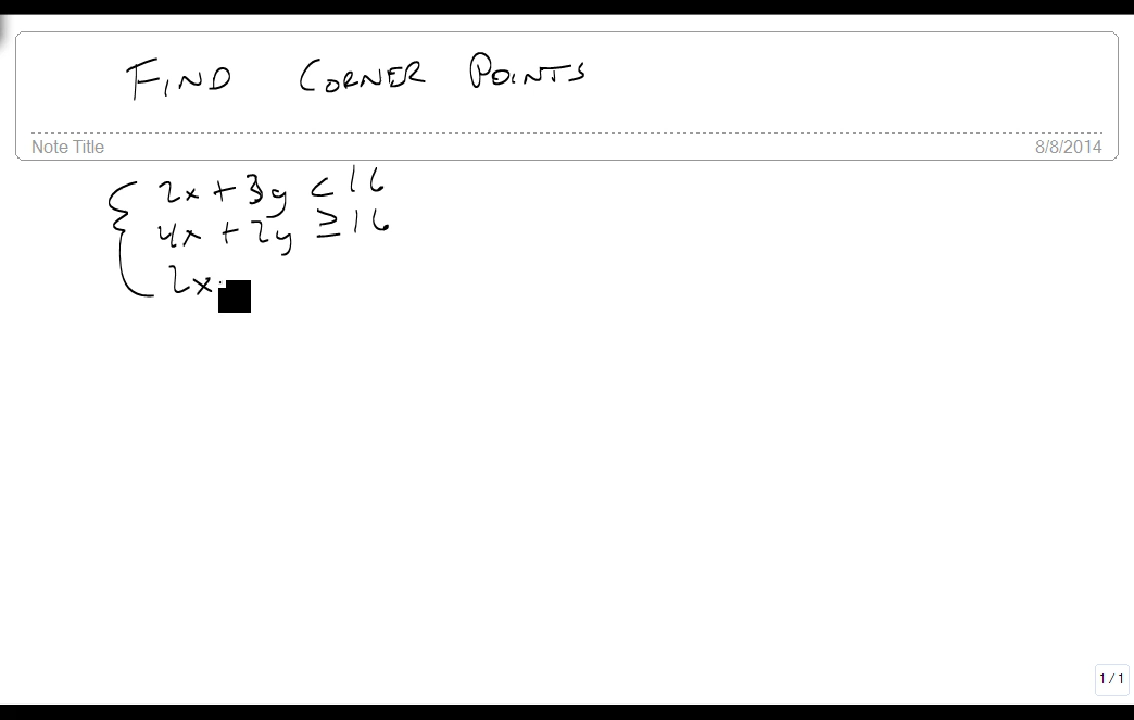 FIND CORNER POINTS
Note Title
8/8/2014
2x + 3y < 16
4x + 2y ≥ 16
2x
1 / 1